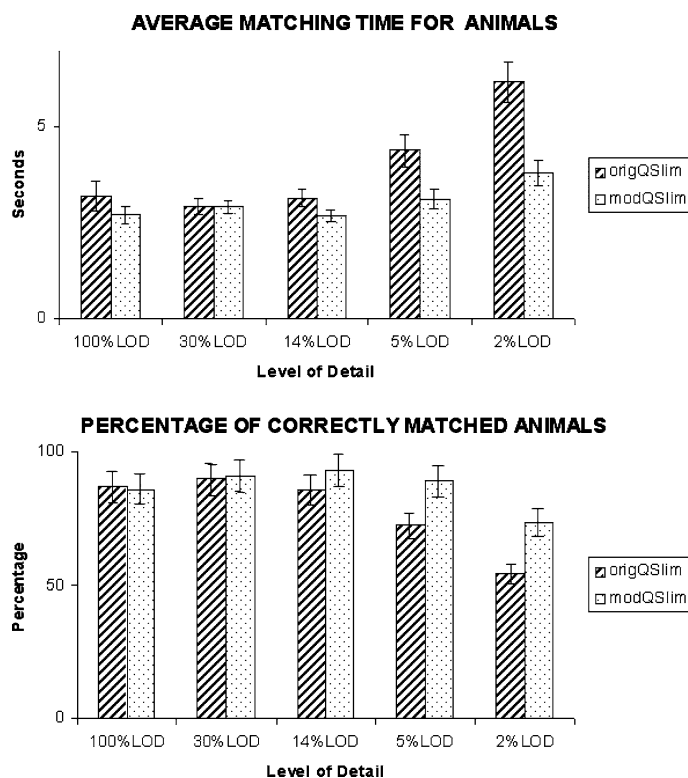 AVERAGE MATCHING TIME FOR ANIMALS
Seconds
5
0
100% LOD 30% LOD 14% LOD 5% LOD 2% LOD
Level of Detail
origQSlim
modQSlim
PERCENTAGE OF CORRECTLY MATCHED ANIMALS
Percentage
100
50
0
100% LOD 30% LOD 14% LOD 5% LOD 2% LOD
Level of Detail
origQSlim
modQSlim